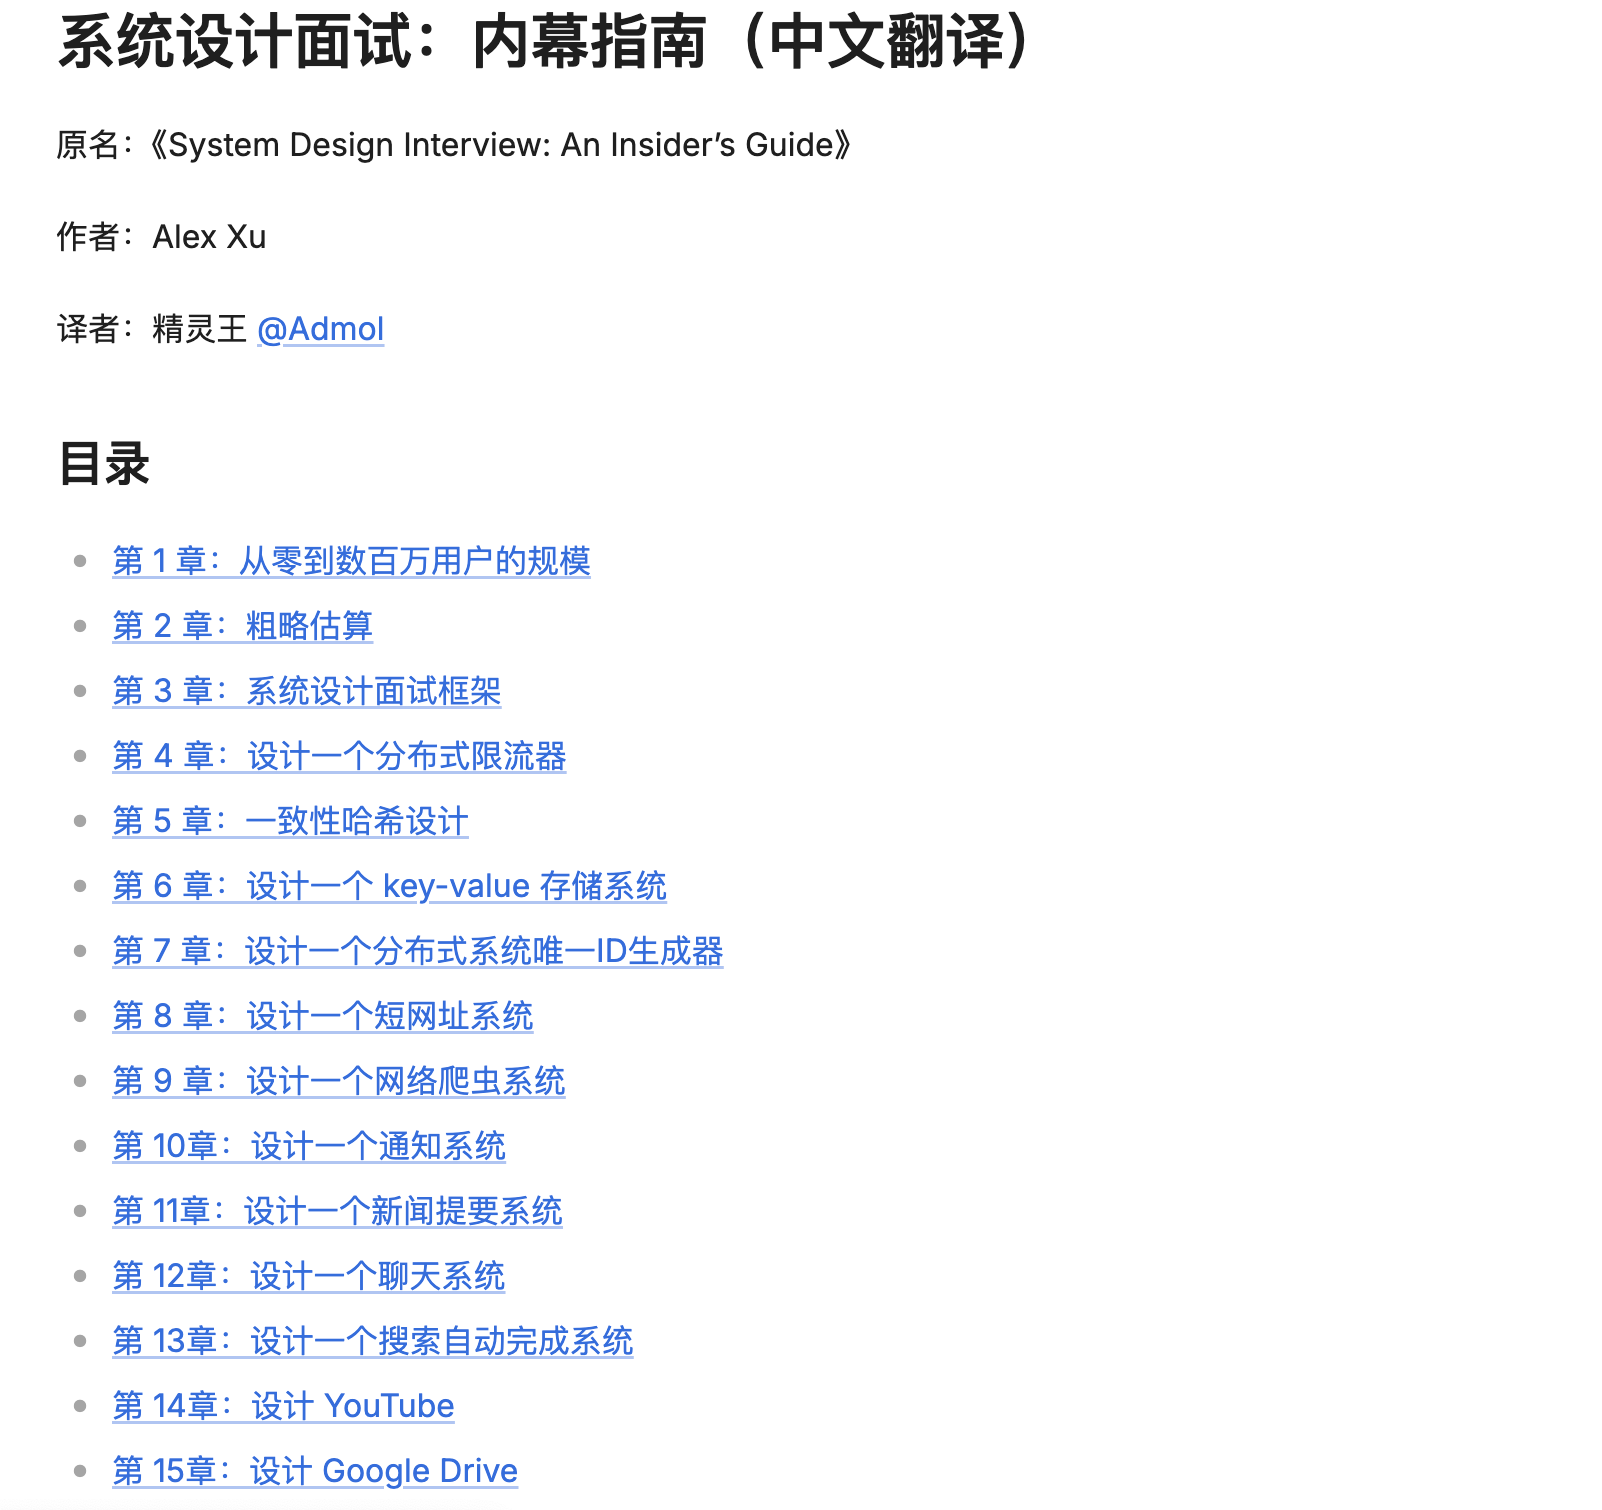 系统设计面试：内幕指南（中文翻译）
原名：《System Design Interview: An Insider’s Guide》
作者：Alex Xu
译者：精灵王 @Admol
目录
第 1 章：从零到数百万用户的规模
第 2 章：粗略估算
第 3 章：系统设计面试框架
第 4 章：设计一个分布式限流器
第 5 章：一致性哈希设计
第 6 章：设计一个 key-value 存储系统
第 7 章：设计一个分布式系统唯一ID生成器
第 8 章：设计一个短网址系统
第 9 章：设计一个网络爬虫系统
第 10章：设计一个通知系统
第 11章：设计一个新闻提要系统
第 12章：设计一个聊天系统
第 13章：设计一个搜索自动完成系统
第 14章：设计 YouTube
第 15章：设计 Google Drive